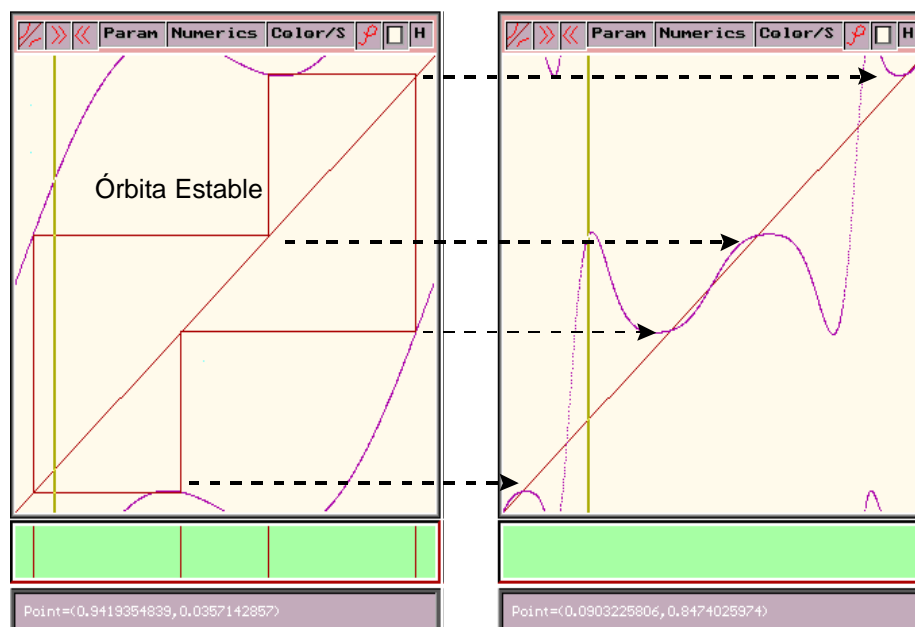 Param Numerics Color/S H
Órbita Estable
Point=(0.9419354839,0.0357142857)
Param Numerics Color/S H
Point=(0.0903225806,0.8474025974)